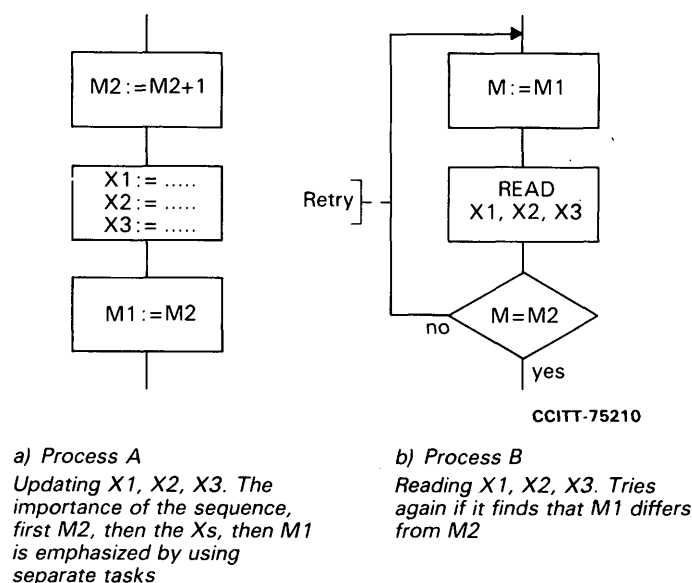 M2:=M2+1
X1:= .....
X2:= .....
X3:= .....
M1:=M2
M:=M1
READ
X1, X2, X3
Retry
M=M2
no
yes
CCITT-75210
a) Process A
Updating X1, X2, X3. The
importance of the sequence,
first M2, then the Xs, then M1
is emphasized by using
separate tasks
b) Process B
Reading X1, X2, X3. Tries
again if it finds that M1 differs
from M2